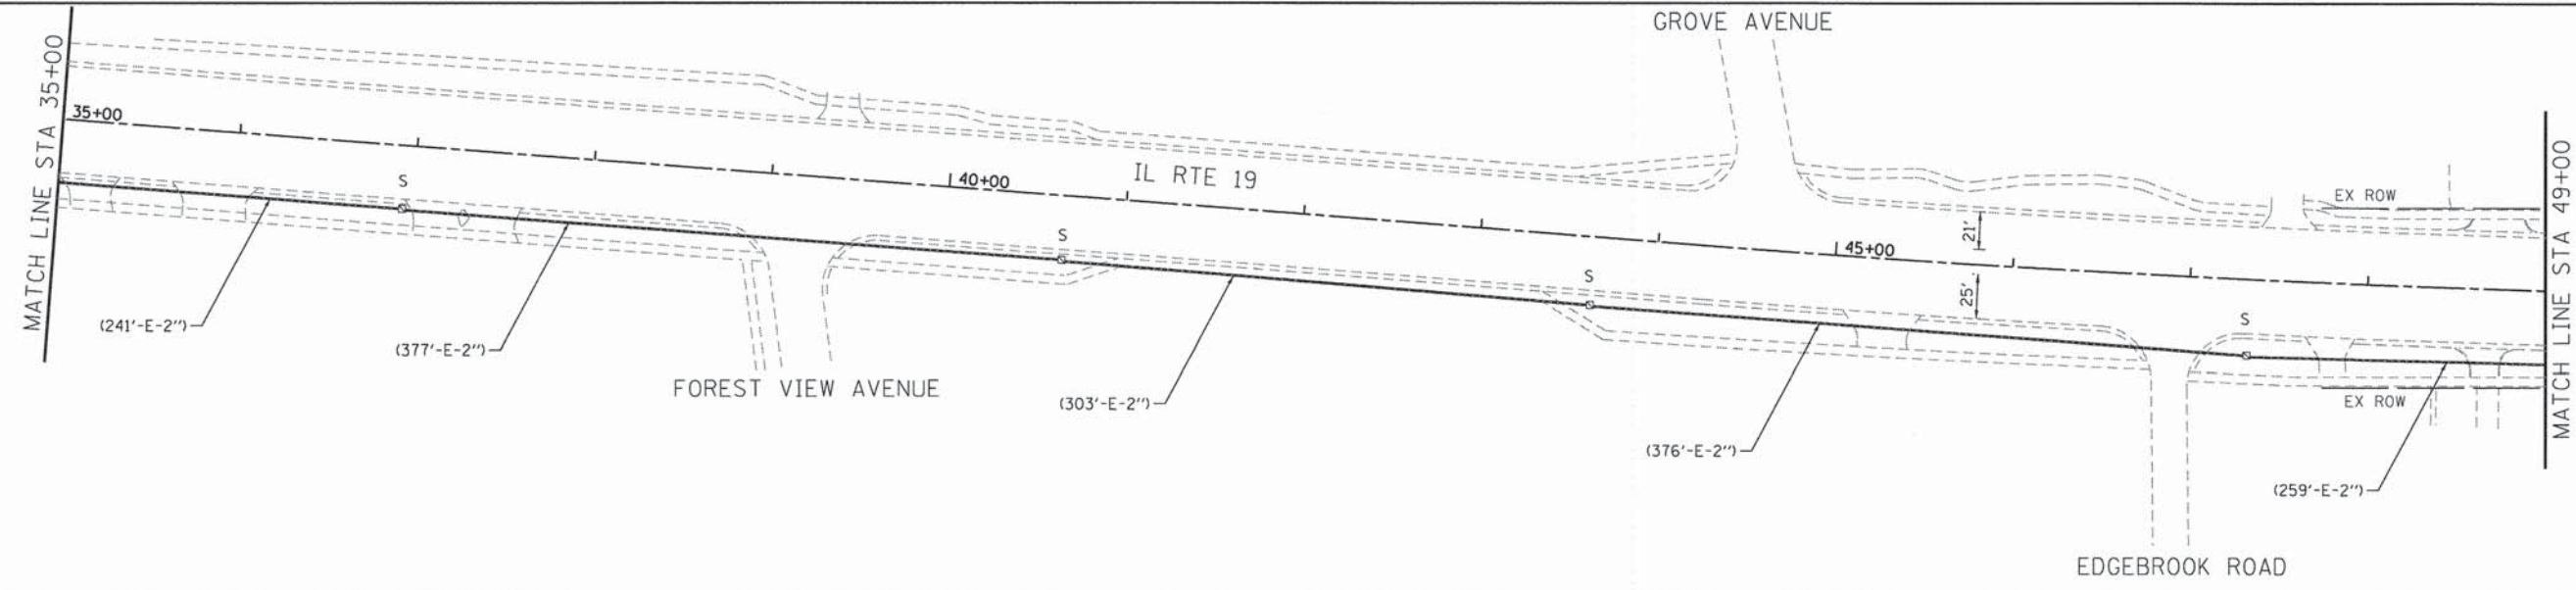 GROVE AVENUE
MATCH LINE STA 35+00
35+00
S
40+00
IL RTE 19
S
S
45+00
21'
25'
S
EX ROW
EX ROW
MATCH LINE STA 49+00
(241'-E-2")
(377'-E-2")
FOREST VIEW AVENUE
(303'-E-2")
(376'-E-2")
(259'-E-2")
EDGEBROOK ROAD